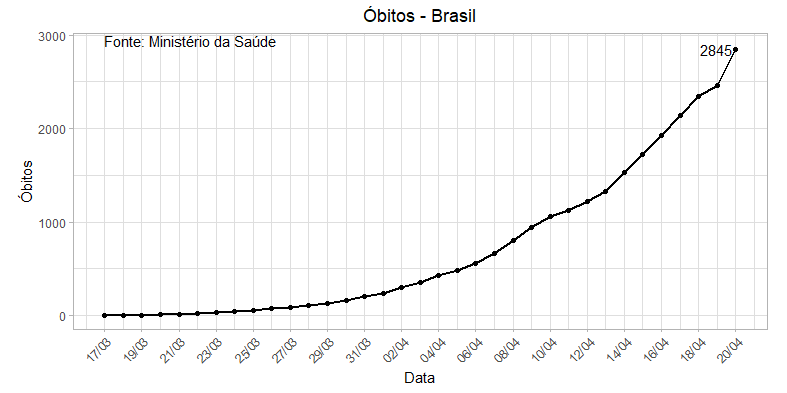 Óbitos - Brasil
Fonte: Ministério da Saúde
2845
3000
2000
1000
0
Óbitos
17/03 19/03 21/03 23/03 25/03 27/03 29/03 31/03 02/04 04/04 06/04 08/04 10/04 12/04 14/04 16/04 18/04 20/04
Data